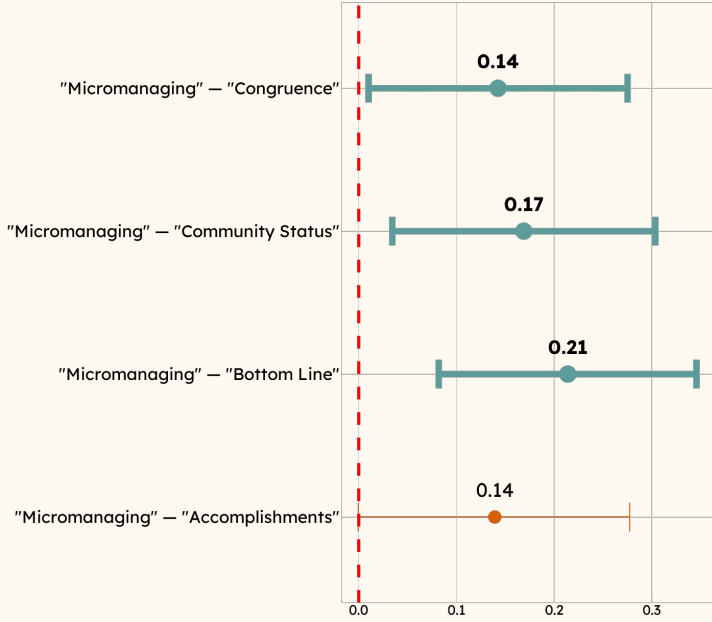 0.14
"Micromanaging" — "Congruence"
0.17
"Micromanaging" — "Community Status"
0.21
"Micromanaging" — "Bottom Line"
0.14
"Micromanaging" — "Accomplishments"
0.0 0.1 0.2 0.3